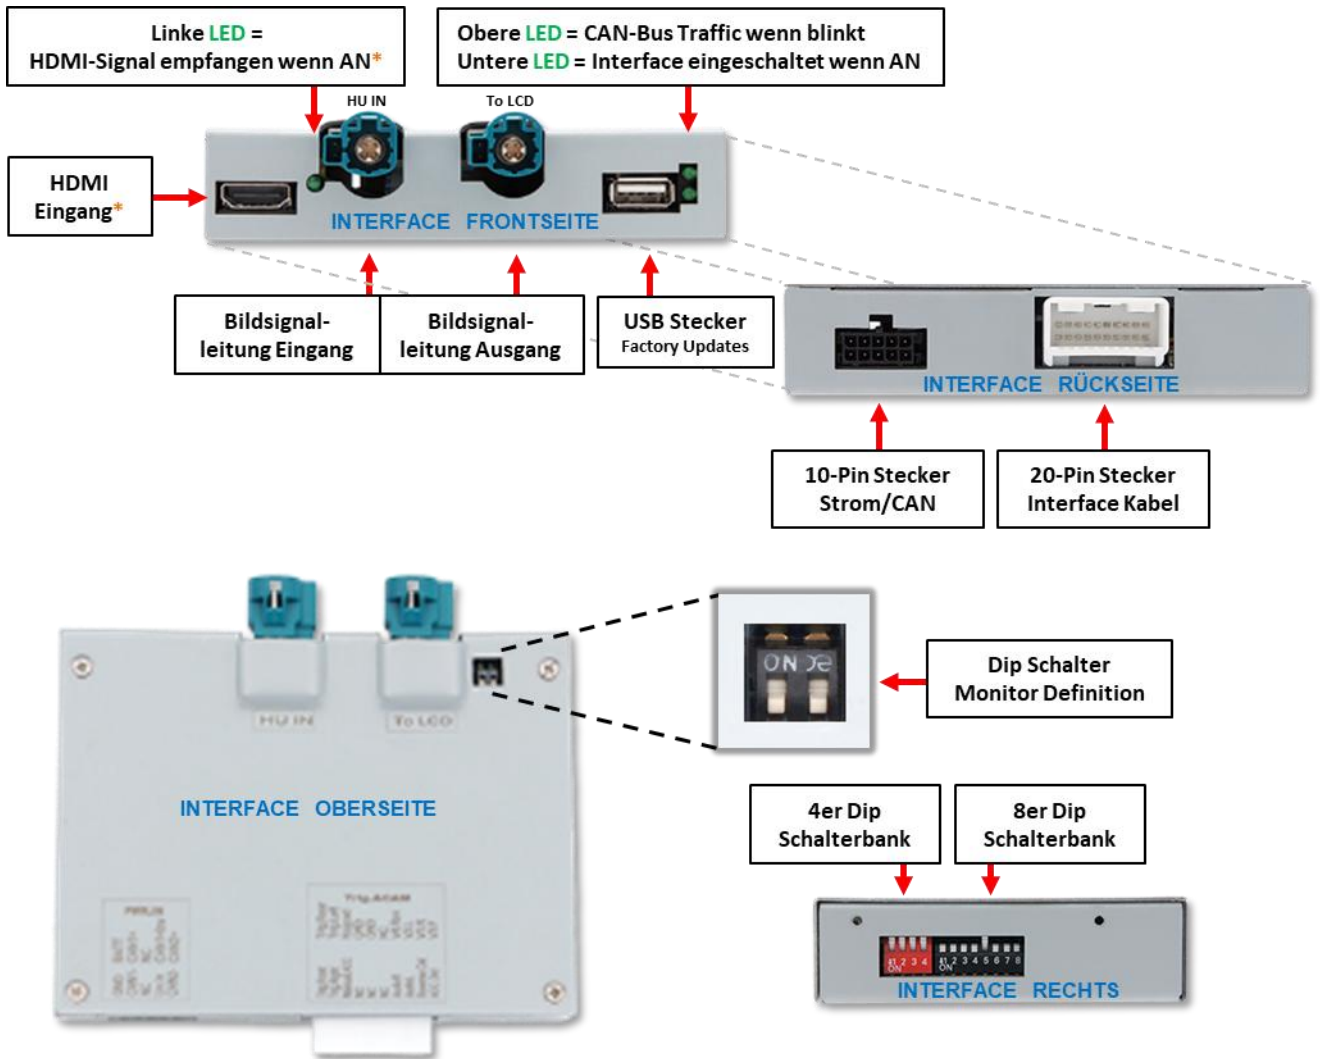 Linke LED =
HDMI-Signal empfangen wenn AN*
Obere LED = CAN-Bus Traffic wenn blinkt
Untere LED = Interface eingeschaltet wenn AN
HU IN
To LCD
HDMI
Eingang*
INTERFACE FRONTSEITE
Bildsignal-
leitung Eingang
Bildsignal-
leitung Ausgang
USB Stecker
Factory Updates
INTERFACE RÜCKSEITE
10-Pin Stecker
Strom/CAN
20-Pin Stecker
Interface Kabel
HU IN
To LCD
ON
Dip Schalter
Monitor Definition
INTERFACE OBERSEITE
4er Dip
Schalterbank
8er Dip
Schalterbank
1 2 3 4
ON
1 2 3 4 5 6 7 8
ON
INTERFACE RECHTS